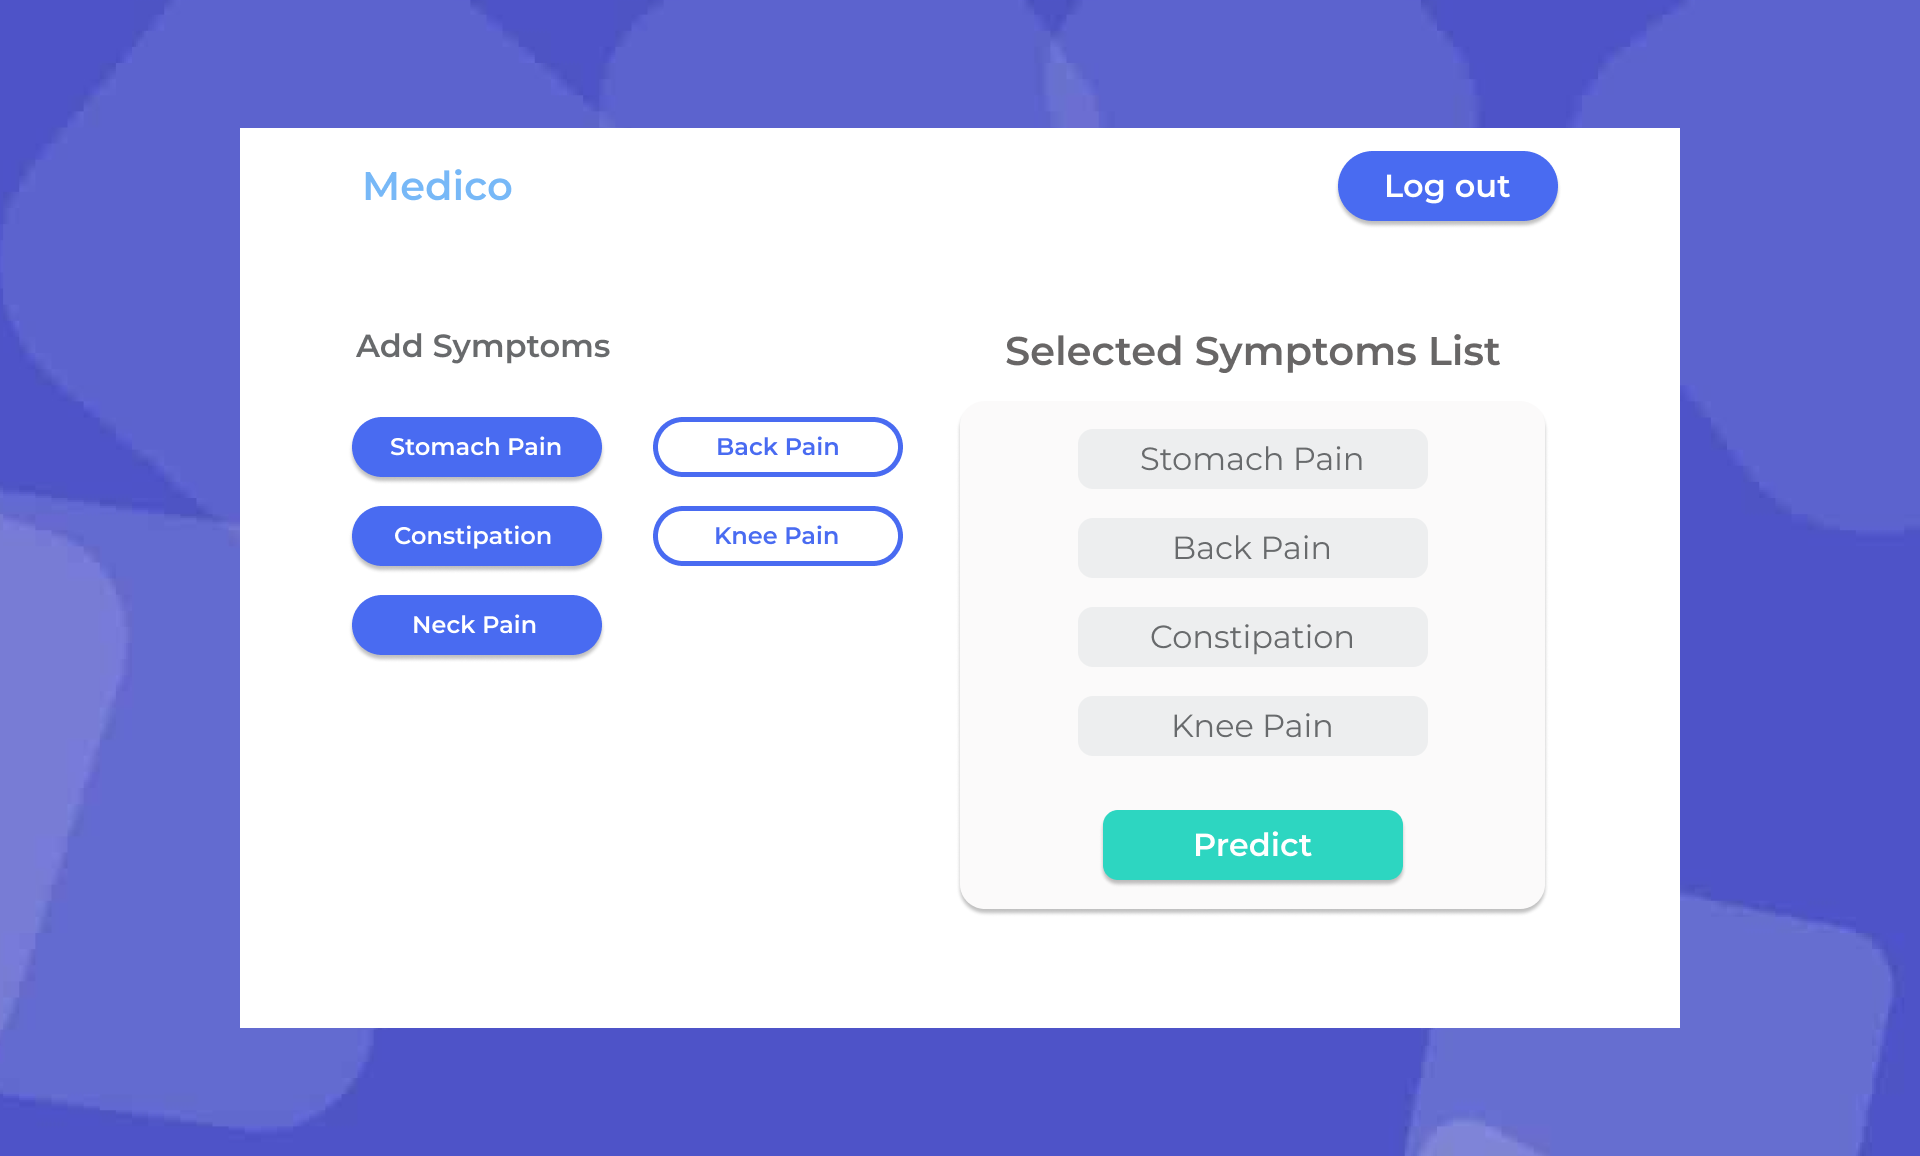 Medico
Log out
Add Symptoms
Stomach Pain
Back Pain
Constipation
Knee Pain
Neck Pain
Selected Symptoms List
Stomach Pain
Back Pain
Constipation
Knee Pain
Predict